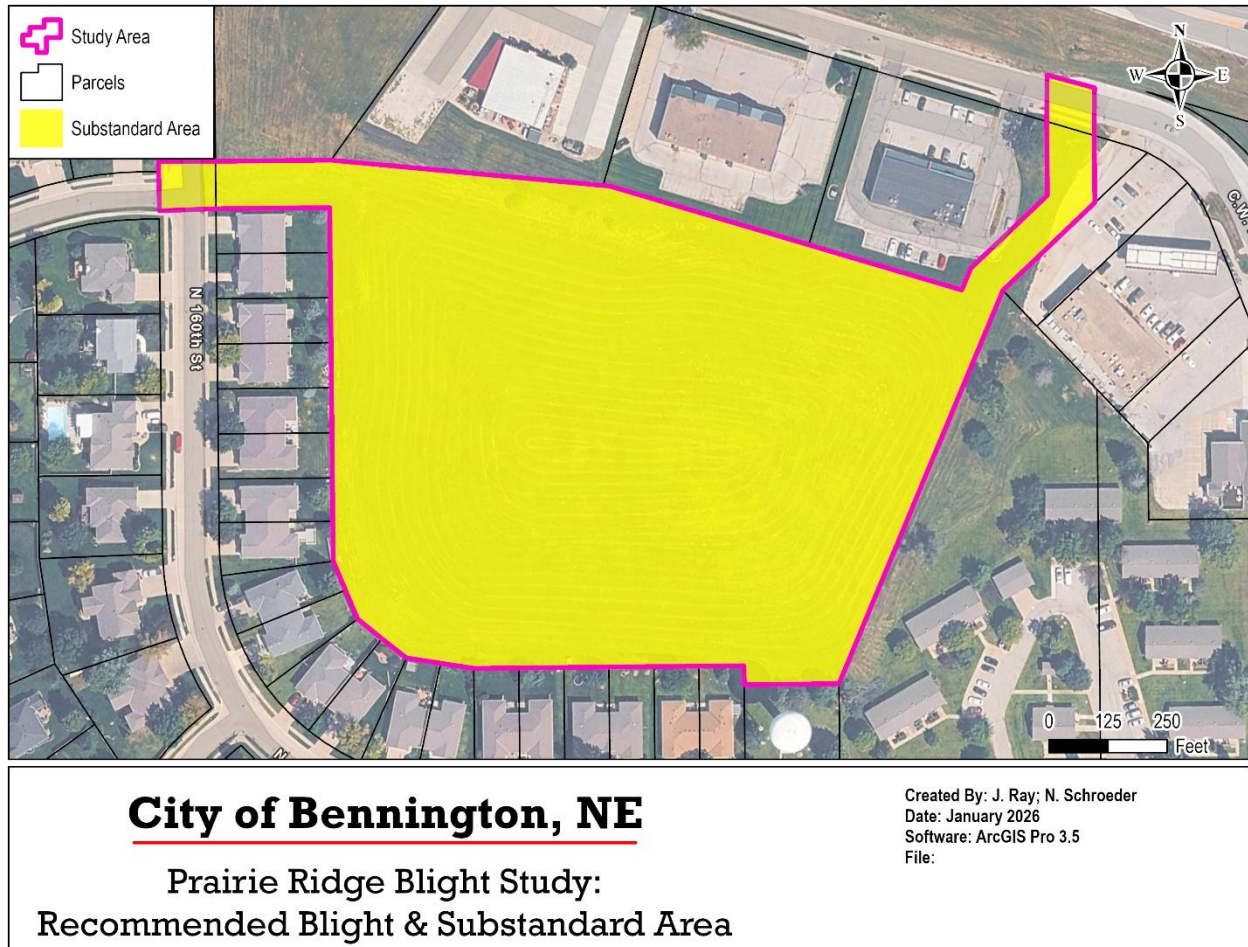 Study Area
Parcels
Substandard Area
N
W
E
S
C.W.
N 160th St
N
0 125 250
Feet
City of Bennington, NE
Prairie Ridge Blight Study:
Recommended Blight & Substandard Area
Created By: J. Ray; N. Schroeder
Date: January 2026
Software: ArcGIS Pro 3.5
File: